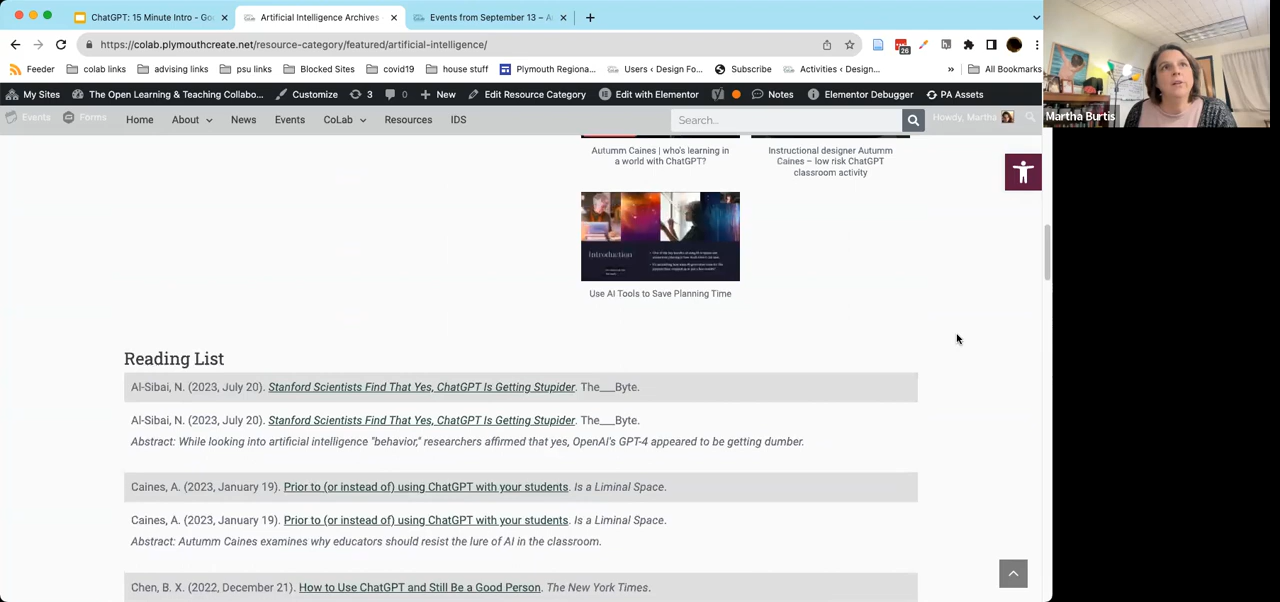 ChatGPT: 15 Minute Intro - Go
Artificial Intelligence Archives
Events from September 13 – A
https://colab.plymouthcreate.net/resource-category/featured/artificial-intelligence/
26
Feeder
colab links
advising links
psu links
Blocked Sites
covid19
house stuff
Plymouth Regiona...
Users ‹ Design Fo...
Subscribe
Activities ‹ Design...
»
All Bookmarks
My Sites
The Open Learning & Teaching Collabo...
Customize
3
0
New
Edit Resource Category
Edit with Elementor
Notes
Elementor Debugger
PA Assets
Events
Forms
Home
About
News
Events
CoLab
Resources
IDS
Search...
Howdy, Martha
Martha Burtis
Autumm Caines | who's learning in
a world with ChatGPT?
Instructional designer Autumm
Caines – low risk ChatGPT
classroom activity
Introduction
Use AI Tools to Save Planning Time
Reading List
Al-Sibai, N. (2023, July 20). Stanford Scientists Find That Yes, ChatGPT Is Getting Stupider. The___Byte.
Al-Sibai, N. (2023, July 20). Stanford Scientists Find That Yes, ChatGPT Is Getting Stupider. The___Byte.
Abstract: While looking into artificial intelligence "behavior," researchers affirmed that yes, OpenAI's GPT-4 appeared to be getting dumber.
Caines, A. (2023, January 19). Prior to (or instead of) using ChatGPT with your students. Is a Liminal Space.
Caines, A. (2023, January 19). Prior to (or instead of) using ChatGPT with your students. Is a Liminal Space.
Abstract: Autumm Caines examines why educators should resist the lure of AI in the classroom.
Chen, B. X. (2022, December 21). How to Use ChatGPT and Still Be a Good Person. The New York Times.